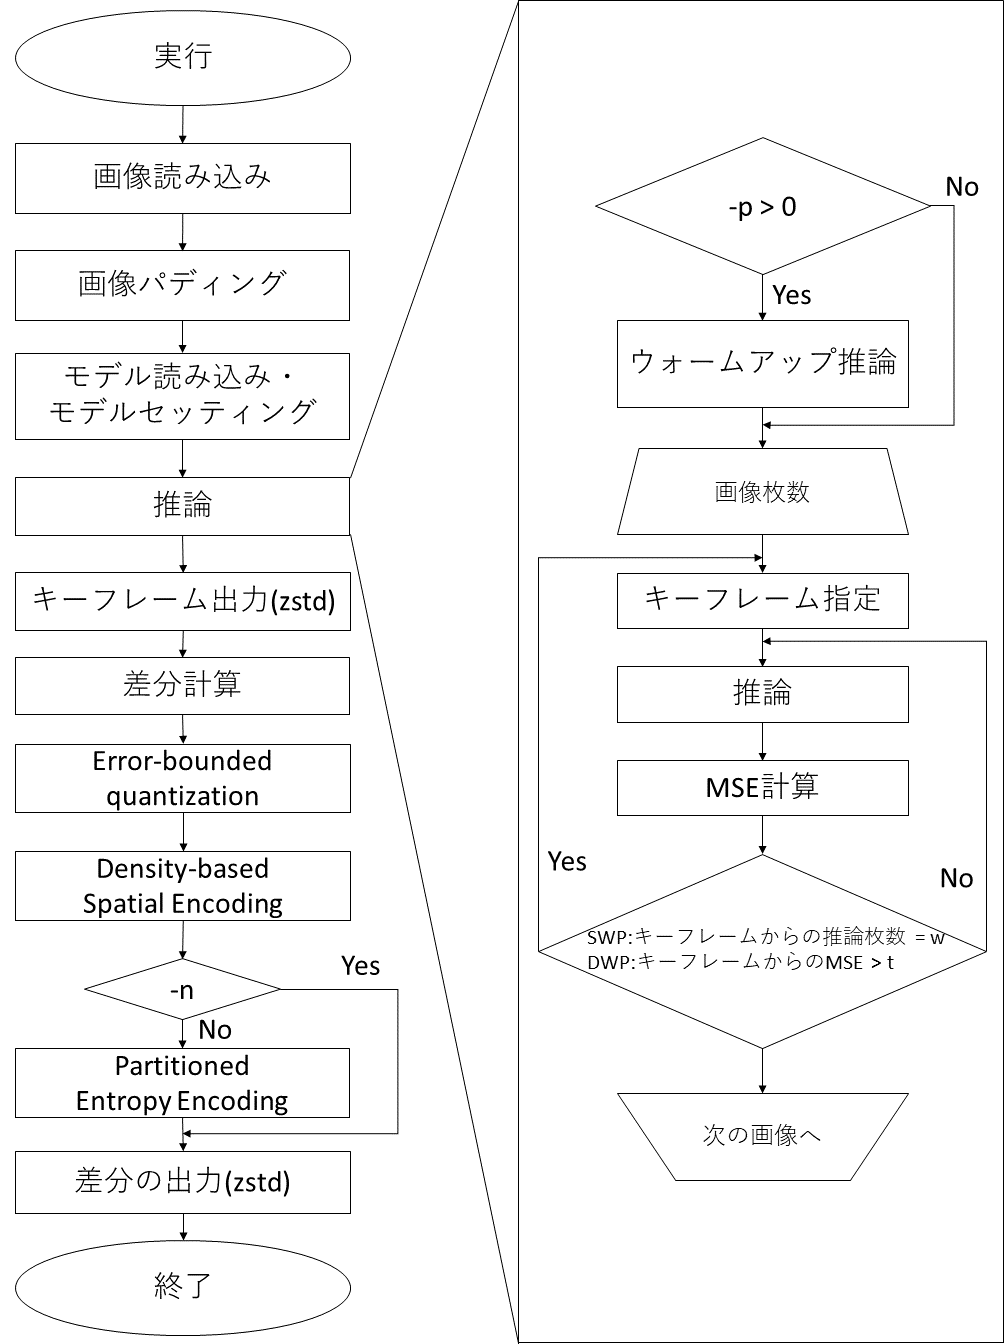 実行
画像読み込み
画像パディング
モデル読み込み・
モデルセッティング
推論
キーフレーム出力(zstd)
差分計算
Error-bounded
quantization
Density-based
Spatial Encoding
-n
Yes
No
Partitioned
Entropy Encoding
差分の出力(zstd)
終了
-p > 0
No
Yes
ウォームアップ推論
画像枚数
キーフレーム指定
推論
MSE計算
Yes
No
SWP:キーフレームからの推論枚数 = w
DWP:キーフレームからのMSE > t
次の画像へ